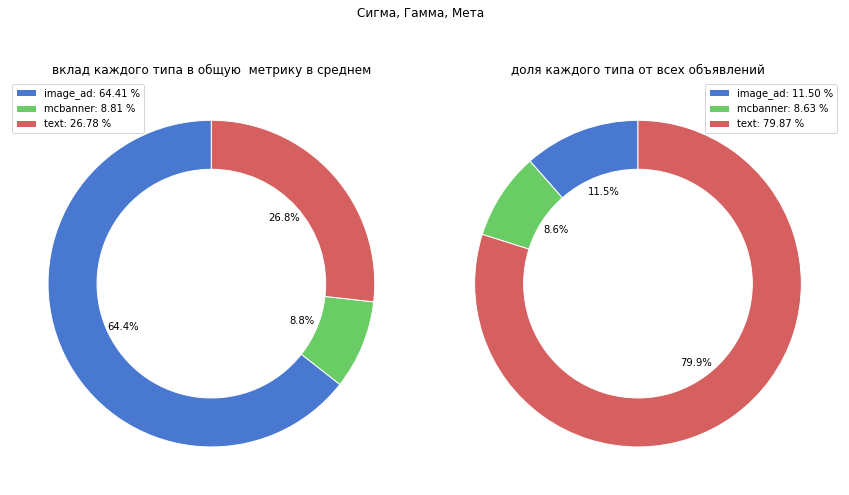 Сигма, Гамма, Мета
вклад каждого типа в общую  метрику в среднем
image_ad: 64.41 %
mcbanner: 8.81 %
text: 26.78 %
26.8%
8.8%
64.4%
доля каждого типа от всех объявлений
image_ad: 11.50 %
mcbanner: 8.63 %
text: 79.87 %
11.5%
8.6%
79.9%